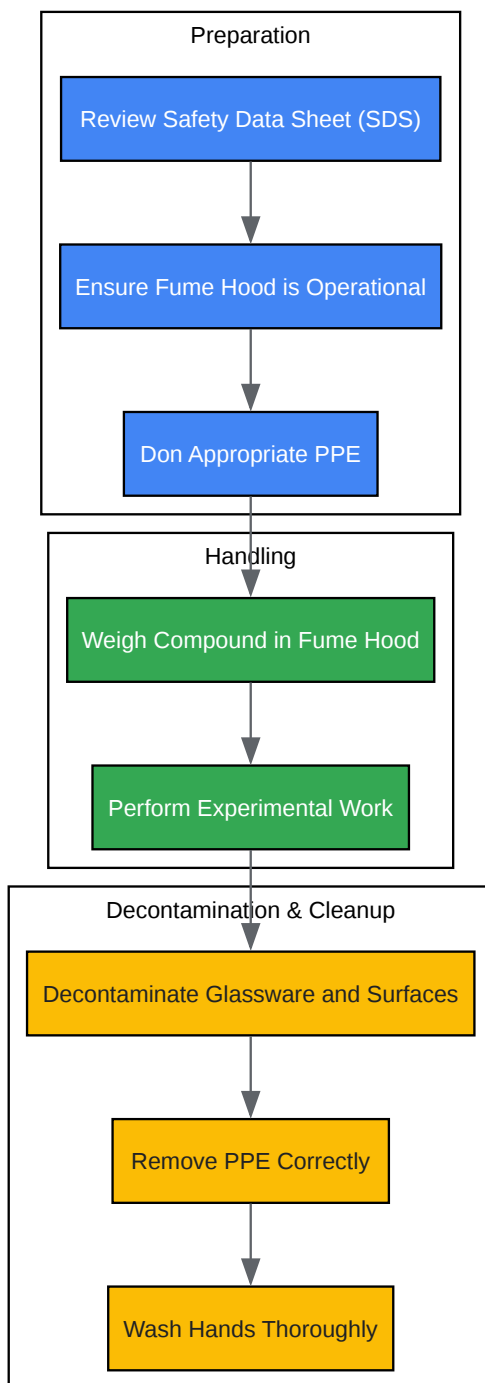 Preparation
Review Safety Data Sheet (SDS)
Ensure Fume Hood is Operational
Don Appropriate PPE
Handling
Weigh Compound in Fume Hood
Perform Experimental Work
Decontamination & Cleanup
Decontaminate Glassware and Surfaces
Remove PPE Correctly
Wash Hands Thoroughly